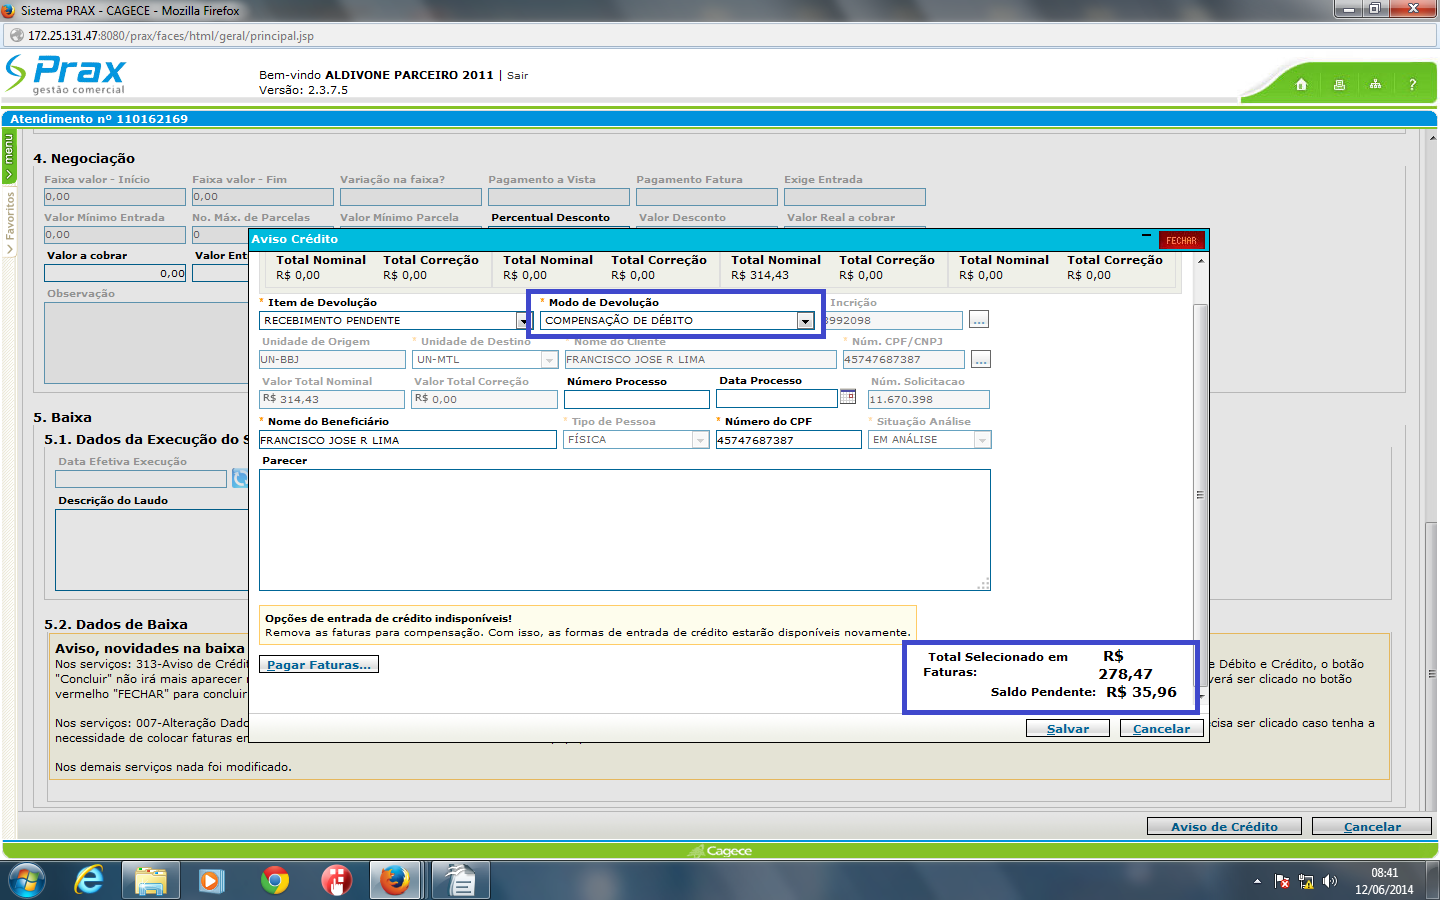 Sistema PRAX - CAGECE - Mozilla Firefox
172.25.131.47:8080/prax/faces/html/geral/principal.jsp
Prax
gestão comercial
Bem-vindo ALDIVONE PARCEIRO 2011 | Sair
Versão: 2.3.7.5
?
Atendimento nº 110162169
menu
Favoritos
4. Negociação
Faixa valor - Início Faixa valor - Fim Variação na faixa? Pagamento a Vista Pagamento Fatura Exige Entrada
0,00 0,00
Valor Mínimo Entrada No. Máx. de Parcelas Valor Mínimo Parcela Percentual Desconto Valor Desconto Valor Real a cobrar
0,00 0
Valor a cobrar Valor Ent
0,00
Observação
5. Baixa
5.1. Dados da Execução do S
Data Efetiva Execução
Descrição do Laudo
5.2. Dados de Baixa
Aviso, novidades na baixa
Nos serviços: 313-Aviso de Crédit e Débito e Crédito, o botão
"Concluir" não irá mais aparecer verá ser clicado no botão
vermelho "FECHAR" para concluir
Nos serviços: 007-Alteração Dado cisa ser clicado caso tenha a
necessidade de colocar faturas en
Nos demais serviços nada foi modificado.
Aviso Crédito
FECHAR
Total Nominal Total Correção Total Nominal Total Correção Total Nominal Total Correção Total Nominal Total Correção
R$ 0,00 R$ 0,00 R$ 0,00 R$ 0,00 R$ 314,43 R$ 0,00 R$ 0,00 R$ 0,00
* Item de Devolução * Modo de Devolução Incrição
RECEBIMENTO PENDENTE COMPENSAÇÃO DE DÉBITO 3992098 ...
Unidade de Origem * Unidade de Destino * Nome do Cliente * Núm. CPF/CNPJ
UN-BBJ UN-MTL FRANCISCO JOSE R LIMA 45747687387 ...
Valor Total Nominal Valor Total Correção Número Processo Data Processo Núm. Solicitacao
R$ 314,43 R$ 0,00 11.670.398
* Nome do Beneficiário * Tipo de Pessoa * Número do CPF * Situação Análise
FRANCISCO JOSE R LIMA FÍSICA 45747687387 EM ANÁLISE
Parecer
Opções de entrada de crédito indisponíveis!
Remova as faturas para compensação. Com isso, as formas de entrada de crédito estarão disponíveis novamente.
Pagar Faturas...
Total Selecionado em R$
Faturas: 278,47
Saldo Pendente: R$ 35,96
Salvar Cancelar
Aviso de Crédito Cancelar
Cagece
08:41
12/06/2014